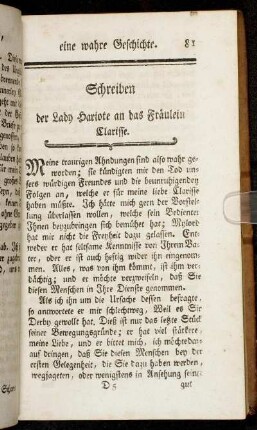 eine wahre Geschichte. 81
Schreiben
der Lady Hariote an das Fräulein
Clarisse.
Meine traurigen Ahndungen sind also wahr ge-
worden; sie kündigten mir den Tod un-
sers würdigen Freundes und die beunruhigenden
Folgen an, welche er für meine liebe Clarisse
haben müßte. Ich hätte mich gern der Vorstel-
lung überlassen wollen, welche sein Bedienter
Ihnen beyzubringen sich bemühet hat; Mylord
hat mir nicht die Freyheit dazu gelassen. Ent-
weder er hat seltsame Kenntnisse von Ihrem Va-
ter, oder er ist auch heftig wider ihn eingenom-
men. Alles, was von ihm kömmt, ist ihm ver-
dächtig; und er möchte verzweifeln, daß Sie
diesen Menschen in Ihre Dienste genommen.
Als ich ihn um die Ursache dessen befragte,
so antwortete er mir schlechtweg, Weil es Sir
Derby gewollt hat. Dieß ist nur das letzte Stück
seiner Bewegungsgründe; er hat viel stärkere,
meine Liebe, und er bittet mich, ich möchte dar-
auf dringen, daß Sie diesen Menschen bey der
ersten Gelegenheit, die Sie dazu haben werden,
wegjageten, oder wenigstens in Ansehung seiner
D 5 gut